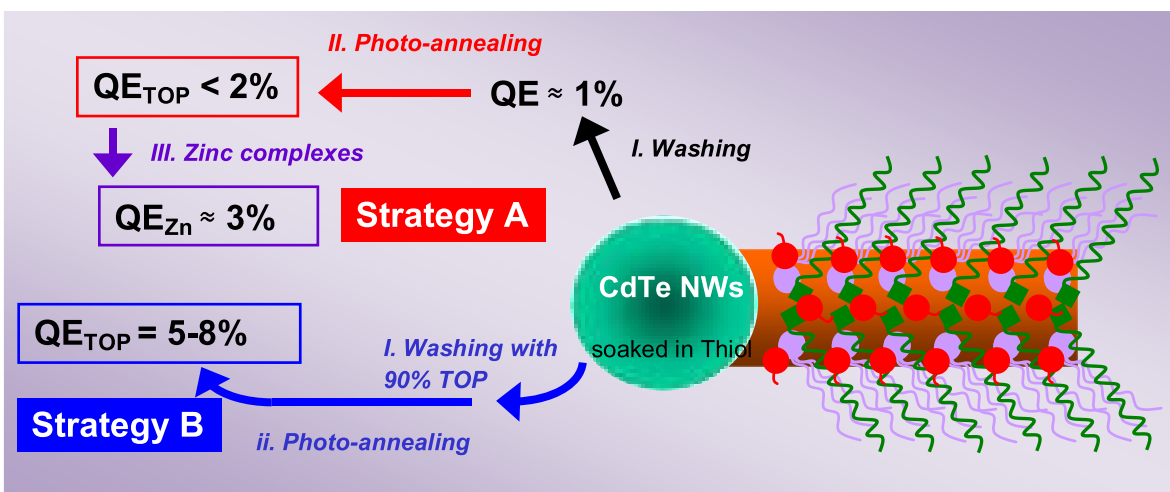 II. Photo-annealing
QE_TOP < 2%
QE ≈ 1%
I. Washing
III. Zinc complexes
QE_Zn ≈ 3%
Strategy A
CdTe NWs
soaked in Thiol
QE_TOP = 5-8%
I. Washing with
90% TOP
Strategy B
ii. Photo-annealing